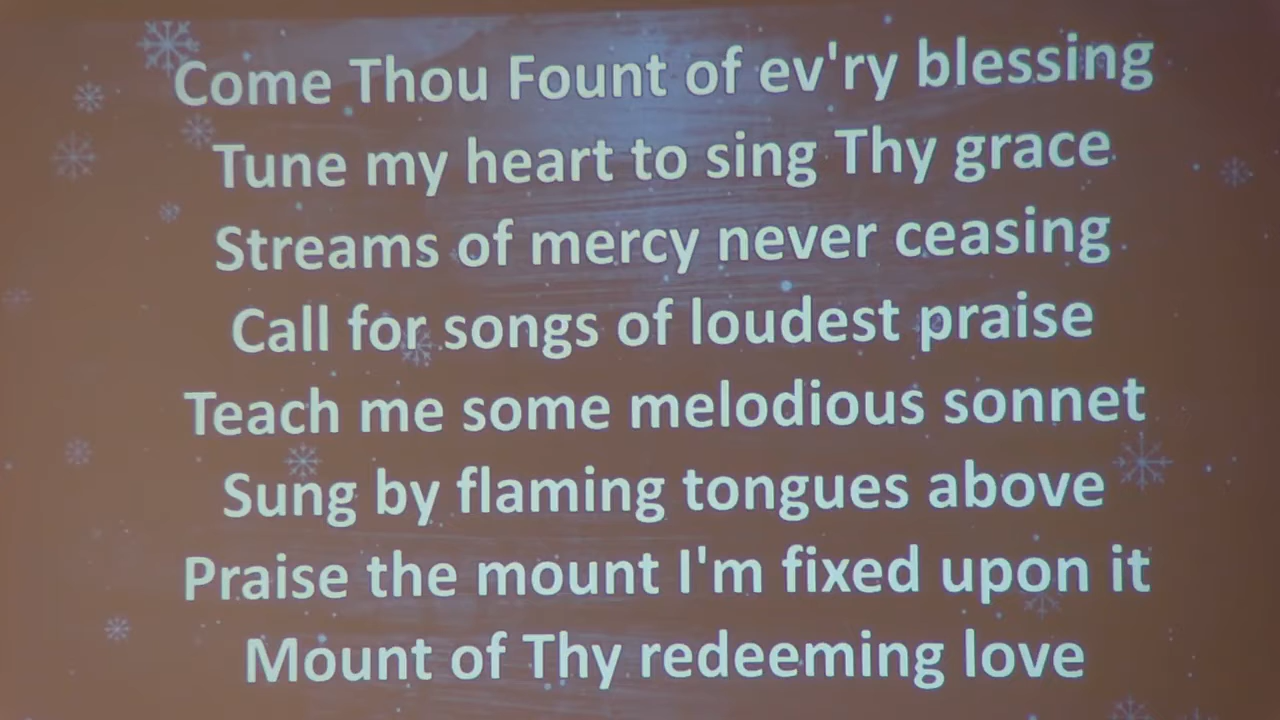 Come Thou Fount of ev'ry blessing
Tune my heart to sing Thy grace
Streams of mercy never ceasing
Call for songs of loudest praise
Teach me some melodious sonnet
Sung by flaming tongues above
Praise the mount I'm fixed upon it
Mount of Thy redeeming love